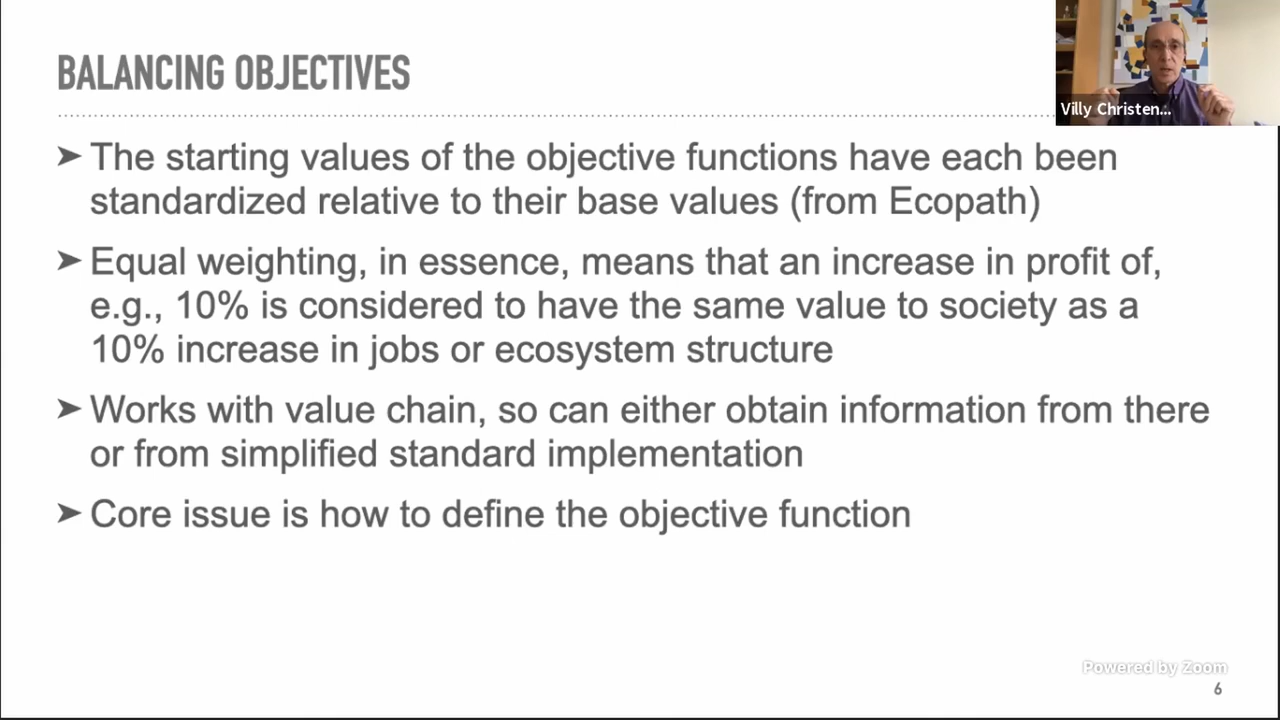 BALANCING OBJECTIVES
Villy Christen...
➤ The starting values of the objective functions have each been
standardized relative to their base values (from Ecopath)
➤ Equal weighting, in essence, means that an increase in profit of,
e.g., 10% is considered to have the same value to society as a
10% increase in jobs or ecosystem structure
➤ Works with value chain, so can either obtain information from there
or from simplified standard implementation
➤ Core issue is how to define the objective function
Powered by Zoom
6